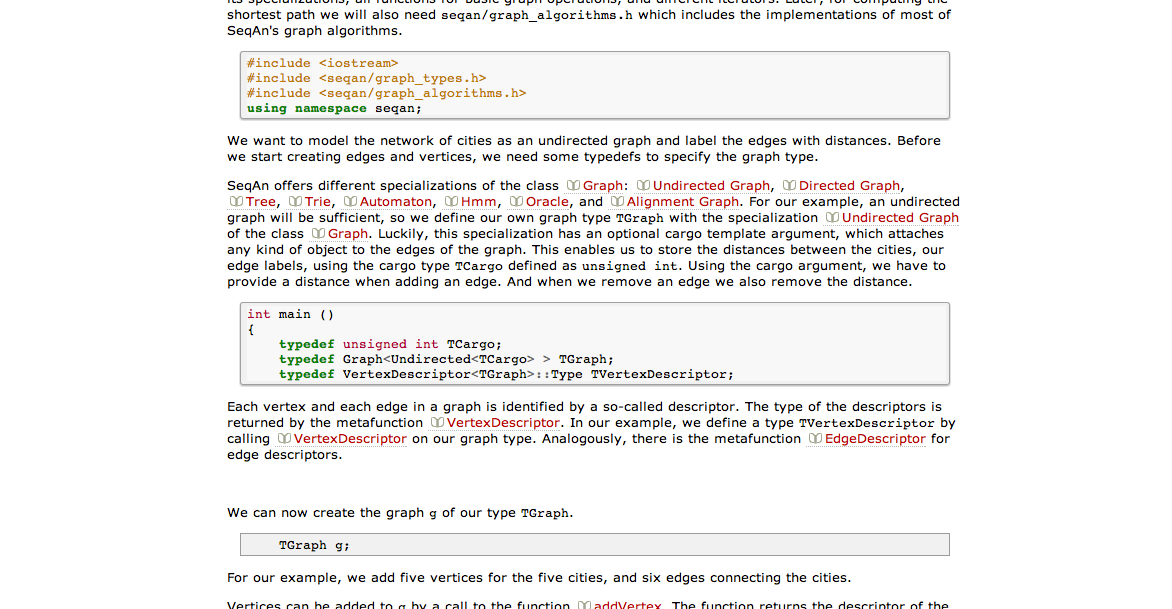 its specializations, all functions for basic graph operations, and different iterators. Later, for computing the
shortest path we will also need seqan/graph_algorithms.h which includes the implementations of most of
SeqAn's graph algorithms.
#include <iostream>
#include <seqan/graph_types.h>
#include <seqan/graph_algorithms.h>
using namespace seqan;
We want to model the network of cities as an undirected graph and label the edges with distances. Before
we start creating edges and vertices, we need some typedefs to specify the graph type.
SeqAn offers different specializations of the class Graph: Undirected Graph, Directed Graph,
Tree, Trie, Automaton, Hmm, Oracle, and Alignment Graph. For our example, an undirected
graph will be sufficient, so we define our own graph type TGraph with the specialization Undirected Graph
of the class Graph. Luckily, this specialization has an optional cargo template argument, which attaches
any kind of object to the edges of the graph. This enables us to store the distances between the cities, our
edge labels, using the cargo type TCargo defined as unsigned int. Using the cargo argument, we have to
provide a distance when adding an edge. And when we remove an edge we also remove the distance.
int main ()
{
    typedef unsigned int TCargo;
    typedef Graph<Undirected<TCargo> > TGraph;
    typedef VertexDescriptor<TGraph>::Type TVertexDescriptor;
Each vertex and each edge in a graph is identified by a so-called descriptor. The type of the descriptors is
returned by the metafunction VertexDescriptor. In our example, we define a type TVertexDescriptor by
calling VertexDescriptor on our graph type. Analogously, there is the metafunction EdgeDescriptor for
edge descriptors.
We can now create the graph g of our type TGraph.
    TGraph g;
For our example, we add five vertices for the five cities, and six edges connecting the cities.
Vertices can be added to g by a call to the function addVertex. The function returns the descriptor of the